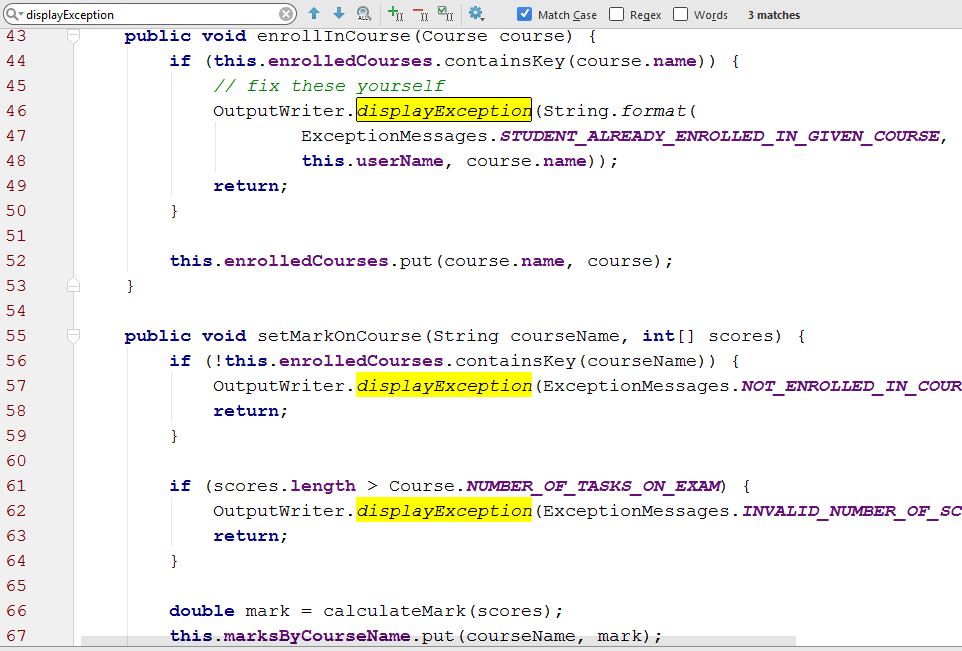 displayException Match Case Regex Words 3 matches
43 public void enrollInCourse(Course course) {
44 if (this.enrolledCourses.containsKey(course.name)) {
45 // fix these yourself
46 OutputWriter.displayException(String.format(
47 ExceptionMessages.STUDENT_ALREADY_ENROLLED_IN_GIVEN_COURSE,
48 this.userName, course.name));
49 return;
50 }
51
52 this.enrolledCourses.put(course.name, course);
53 }
54
55 public void setMarkOnCourse(String courseName, int[] scores) {
56 if (!this.enrolledCourses.containsKey(courseName)) {
57 OutputWriter.displayException(ExceptionMessages.NOT_ENROLLED_IN_COUR
58 return;
59 }
60
61 if (scores.length > Course.NUMBER_OF_TASKS_ON_EXAM) {
62 OutputWriter.displayException(ExceptionMessages.INVALID_NUMBER_OF_SC
63 return;
64 }
65
66 double mark = calculateMark(scores);
67 this.marksByCourseName.put(courseName, mark);